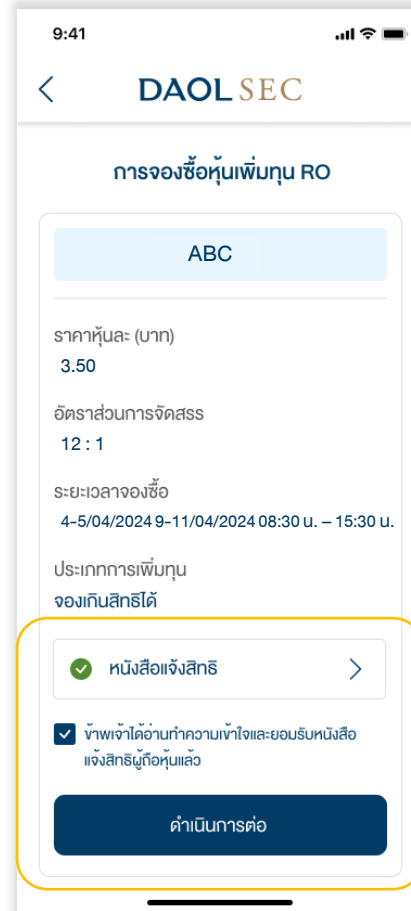 9:41
DAOL SEC
การจองซื้อหุ้นเพิ่มทุน RO
ABC
ราคาหุ้นละ (บาท)
3.50
อัตราส่วนการจัดสรร
12 : 1
ระยะเวลาจองซื้อ
4-5/04/2024 9-11/04/2024 08:30 น. – 15:30 น.
ประเภทการเพิ่มทุน
จองเกินสิทธิได้
หนังสือแจ้งสิทธิ
ข้าพเจ้าได้อ่านทำความเข้าใจและยอมรับหนังสือ
แจ้งสิทธิผู้ถือหุ้นแล้ว
ดำเนินการต่อ